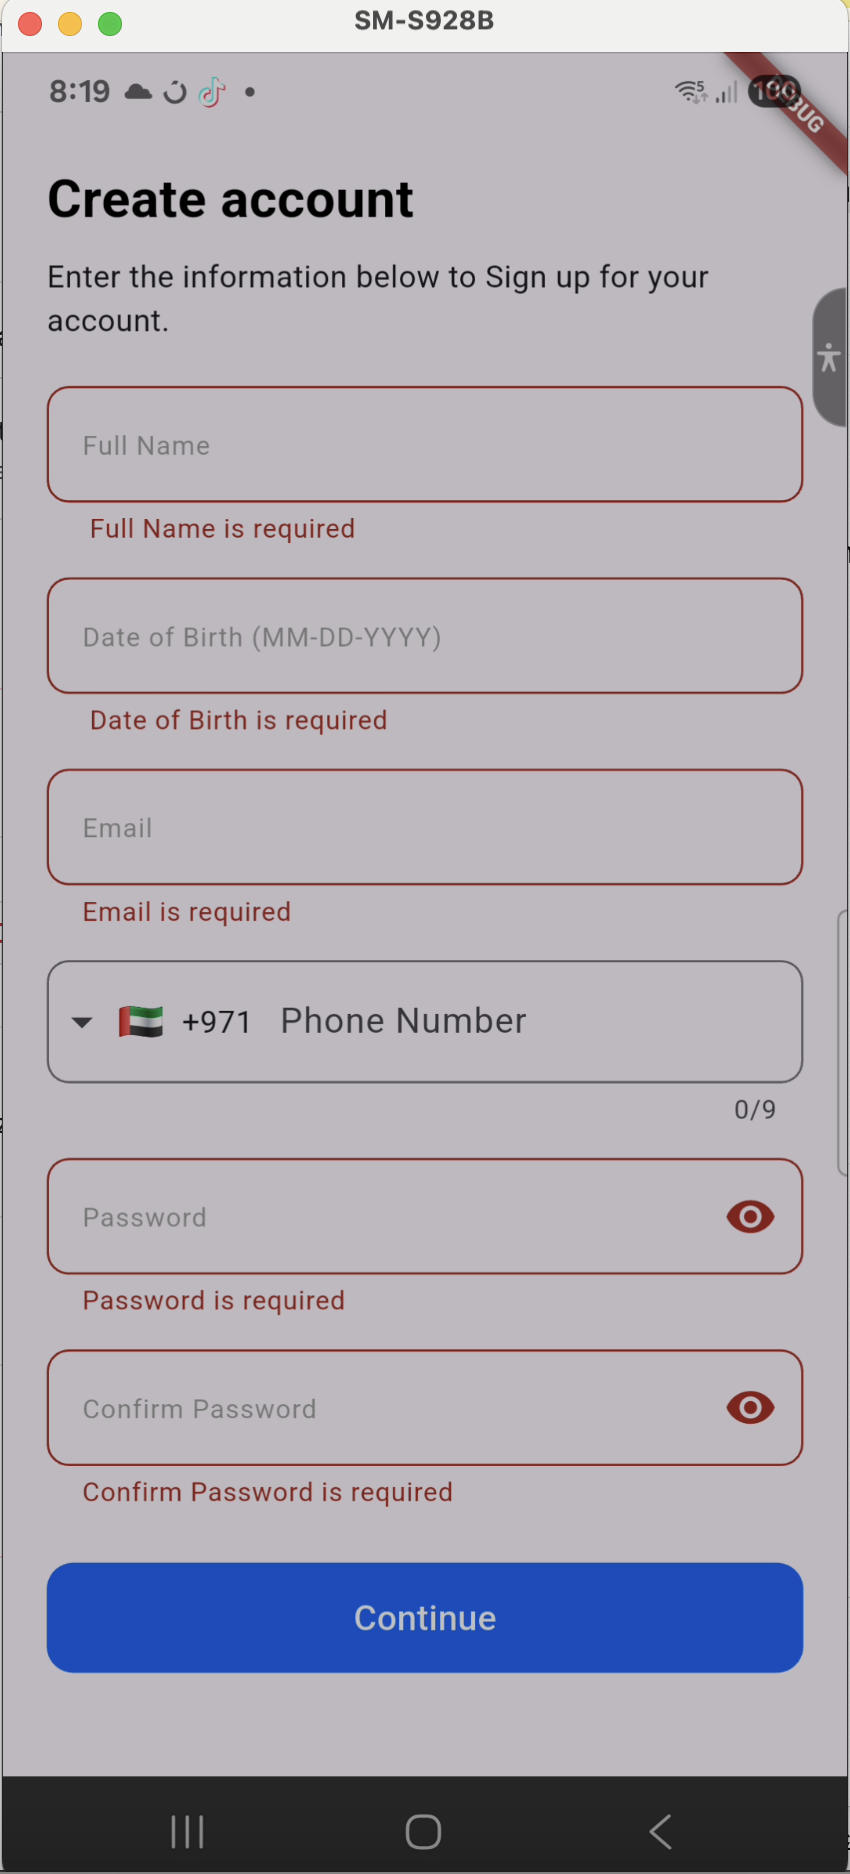 SM-S928B
8:19
5
100
DEBUG
Create account
Enter the information below to Sign up for your
account.
Full Name
Full Name is required
Date of Birth (MM-DD-YYYY)
Date of Birth is required
Email
Email is required
+971 Phone Number
0/9
Password
Password is required
Confirm Password
Confirm Password is required
Continue